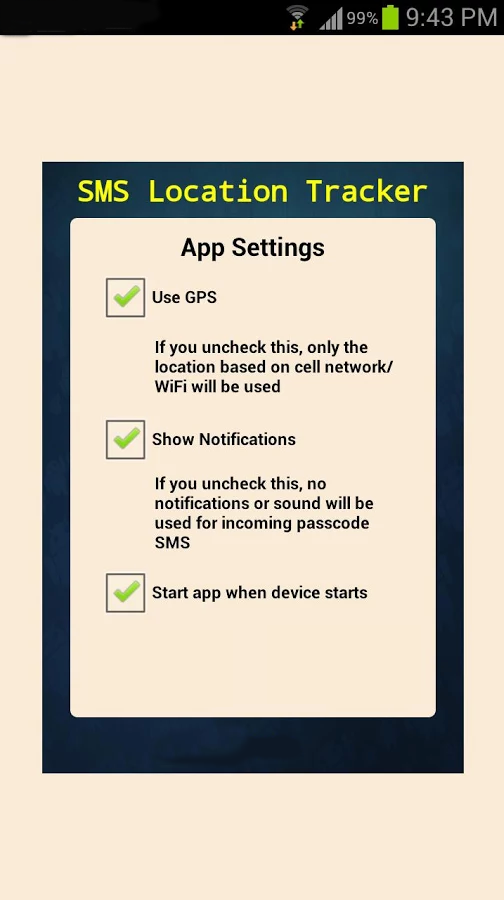 99% 9:43 PM
SMS Location Tracker
App Settings
Use GPS
If you uncheck this, only the
location based on cell network/
WiFi will be used
Show Notifications
If you uncheck this, no
notifications or sound will be
used for incoming passcode
SMS
Start app when device starts